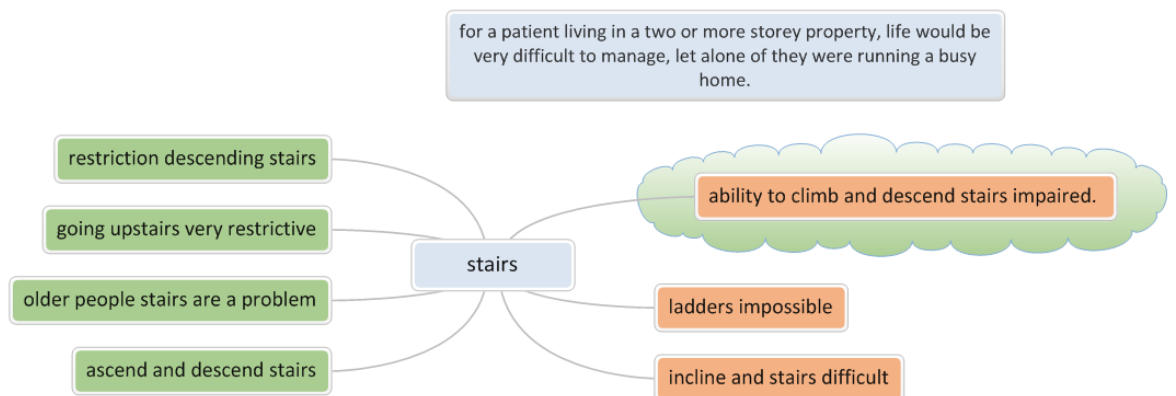 for a patient living in a two or more storey property, life would be
very difficult to manage, let alone of they were running a busy
home.
restriction descending stairs
going upstairs very restrictive
older people stairs are a problem
ascend and descend stairs
stairs
ability to climb and descend stairs impaired.
ladders impossible
incline and stairs difficult